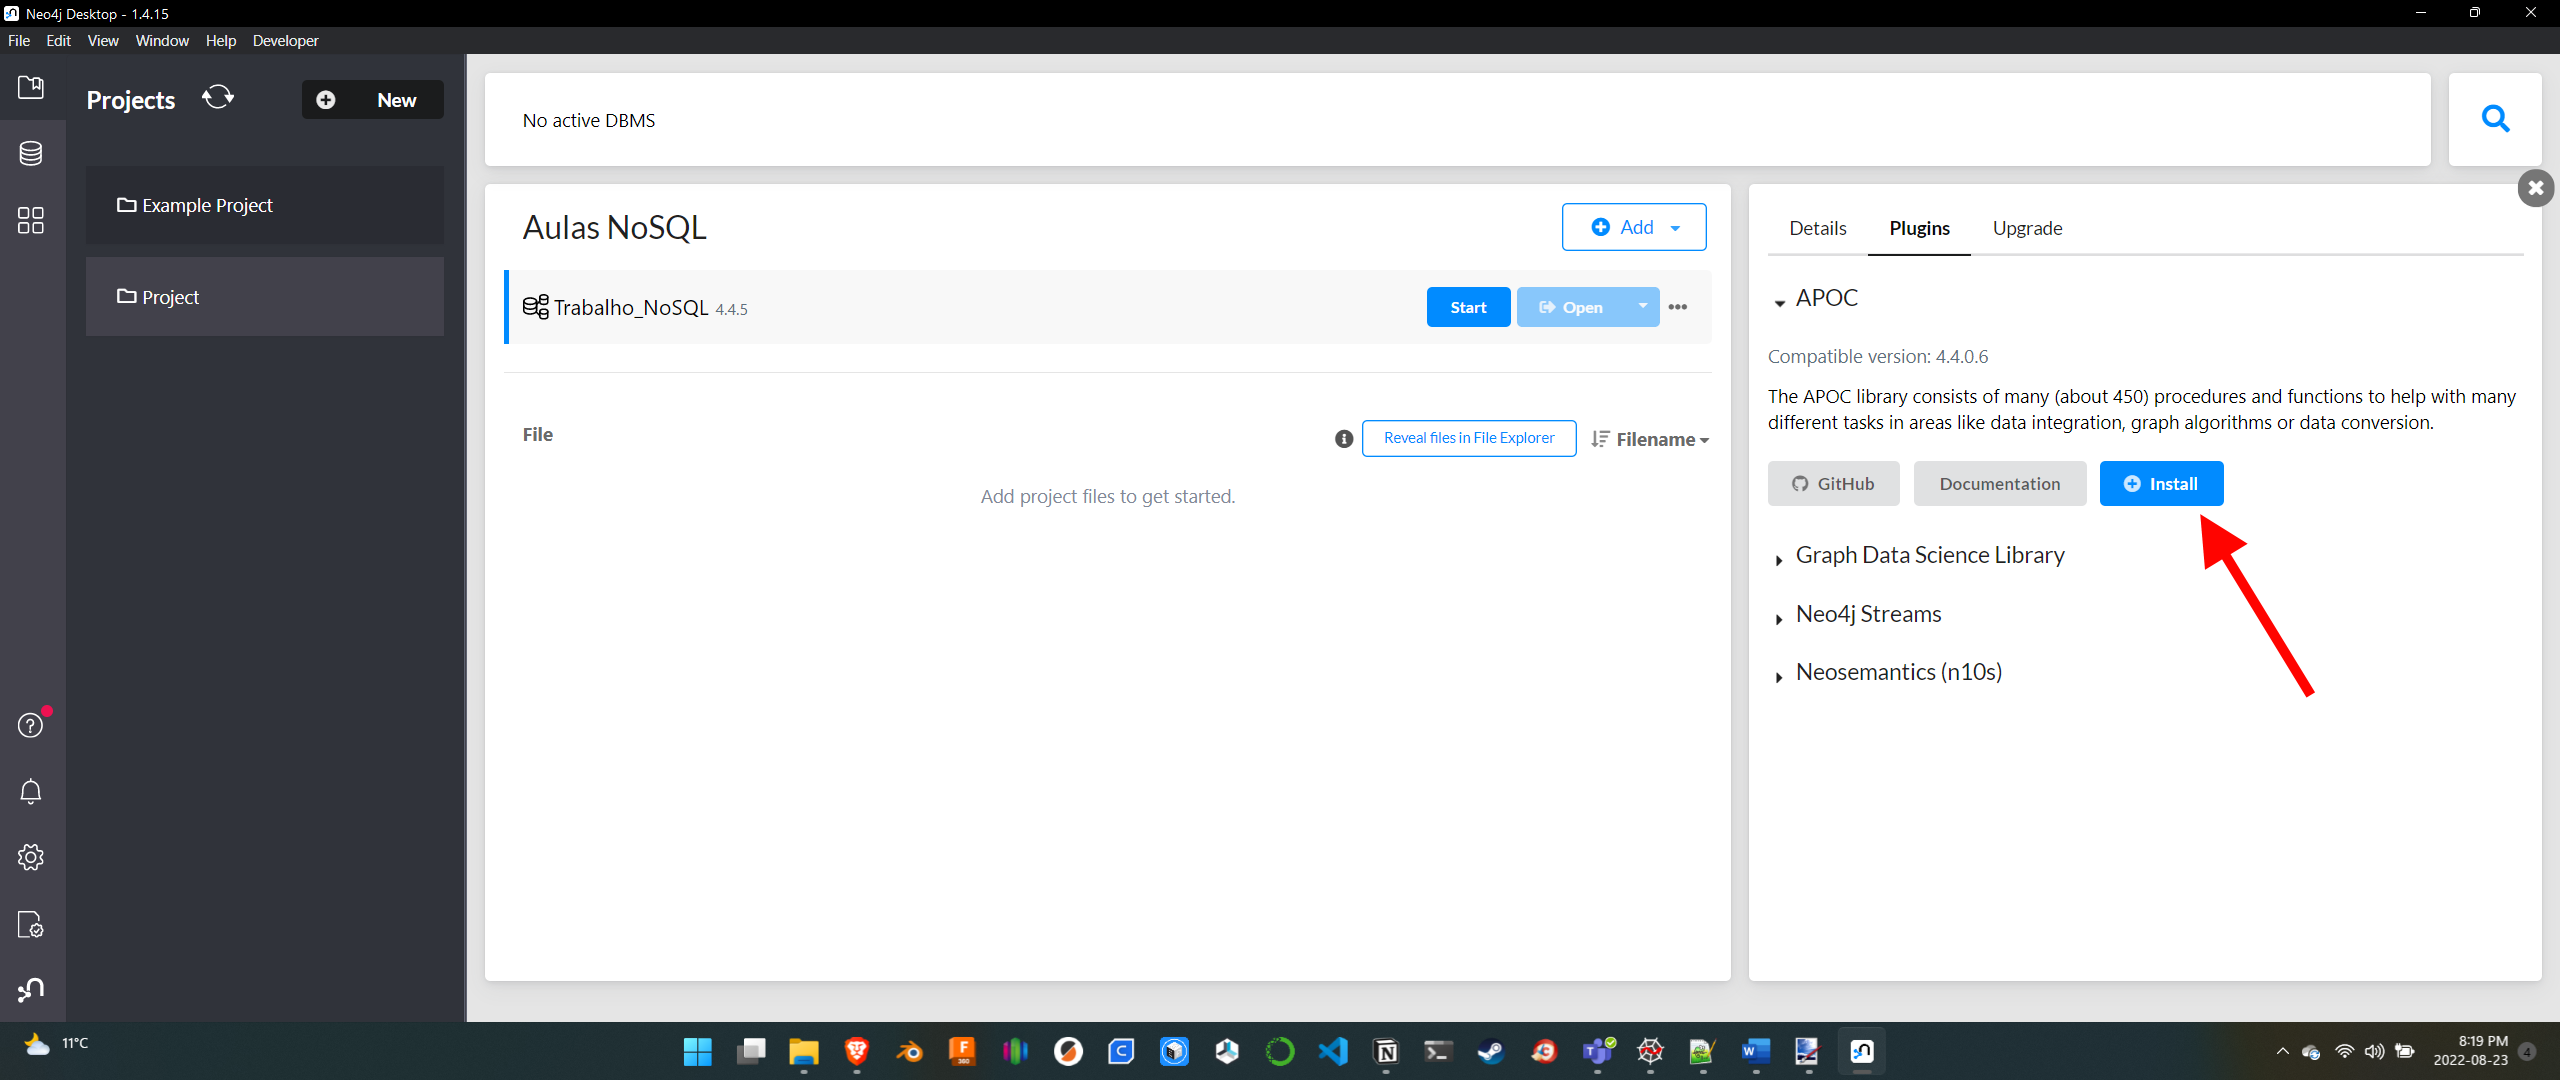 Neo4j Desktop - 1.4.15
File Edit View Window Help Developer
Projects
New
Example Project
Project
No active DBMS
Aulas NoSQL
Add
Trabalho_NoSQL 4.4.5
Start
Open
File
Reveal files in File Explorer
Filename
Add project files to get started.
Details Plugins Upgrade
APOC
Compatible version: 4.4.0.6
The APOC library consists of many (about 450) procedures and functions to help with many
different tasks in areas like data integration, graph algorithms or data conversion.
GitHub Documentation Install
Graph Data Science Library
Neo4j Streams
Neosemantics (n10s)
11°C
8:19 PM
2022-08-23
4